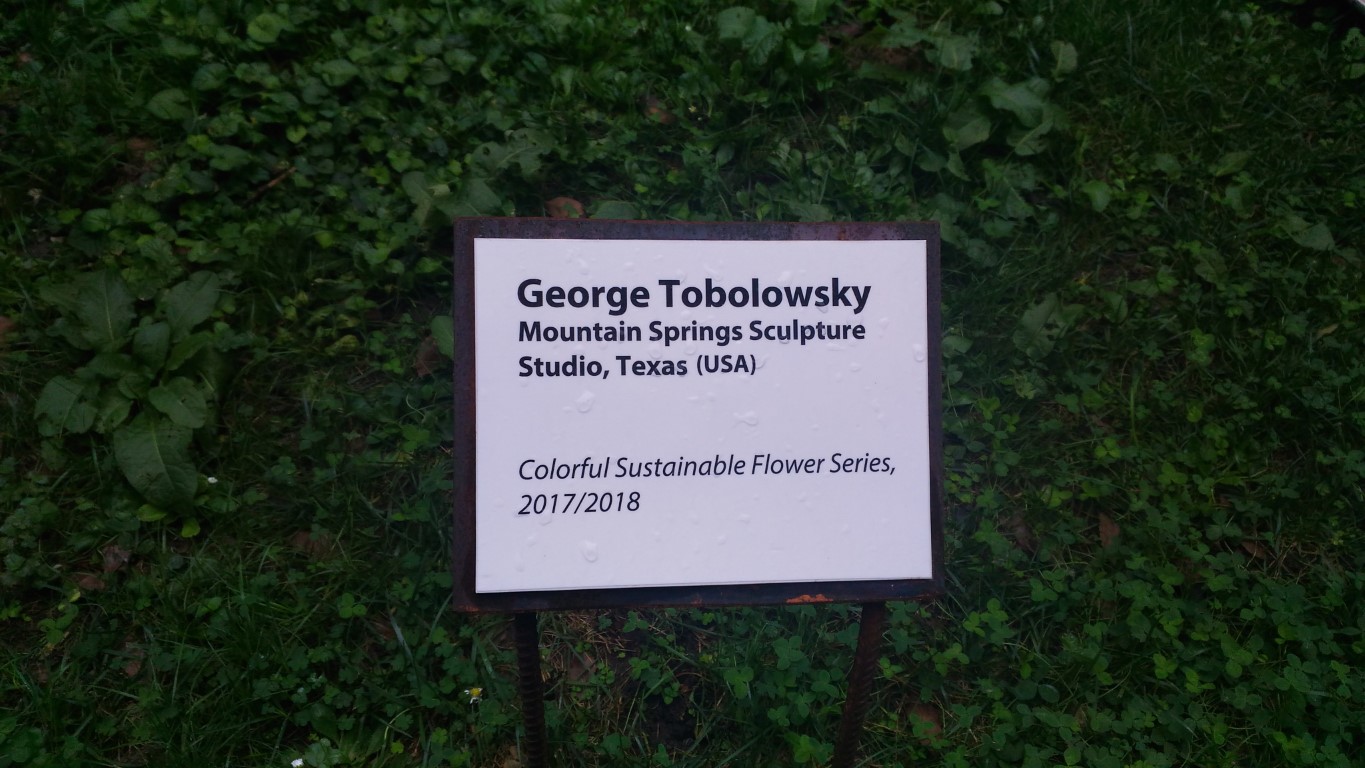 George Tobolowsky
Mountain Springs Sculpture
Studio, Texas (USA)
Colorful Sustainable Flower Series,
2017/2018